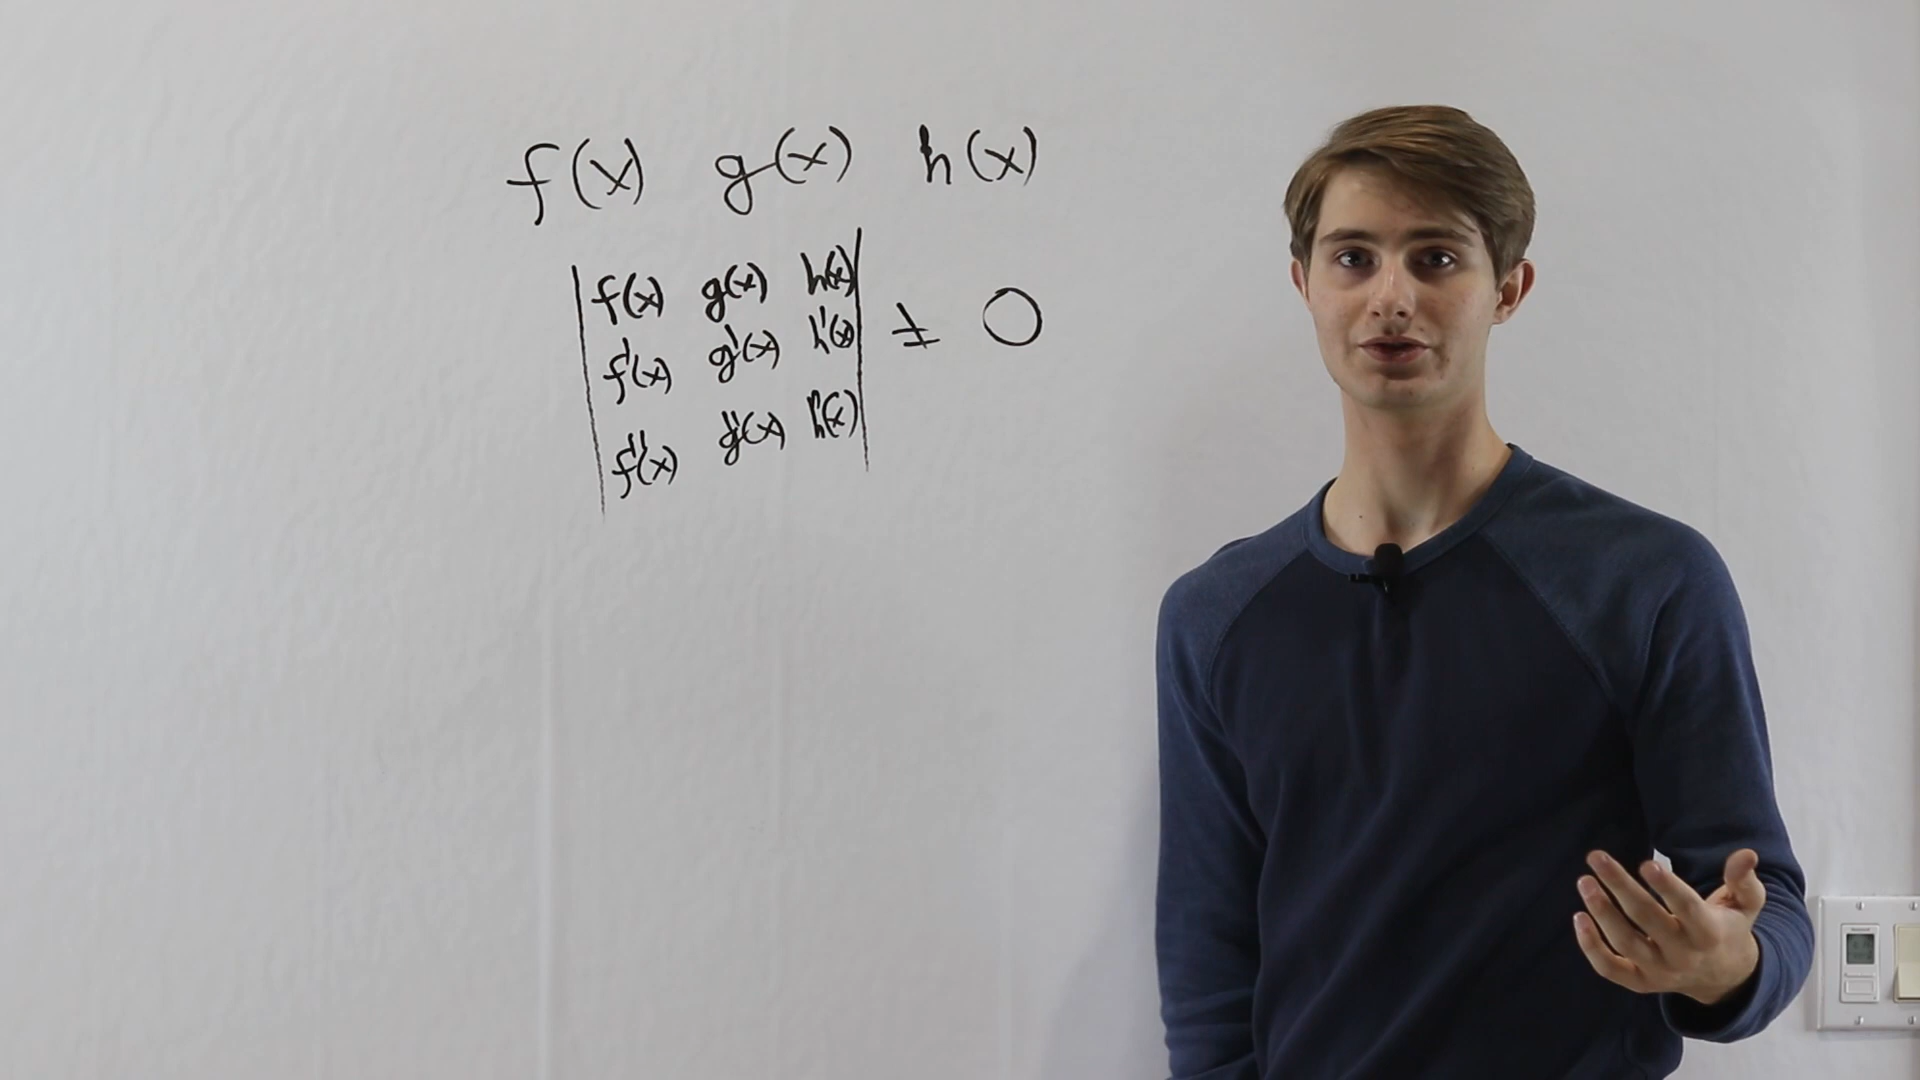 f(x) g(x) h(x)
f(x) g(x) h(x)
f'(x) g'(x) h'(x) ≠ 0
f''(x) g''(x) h''(x)